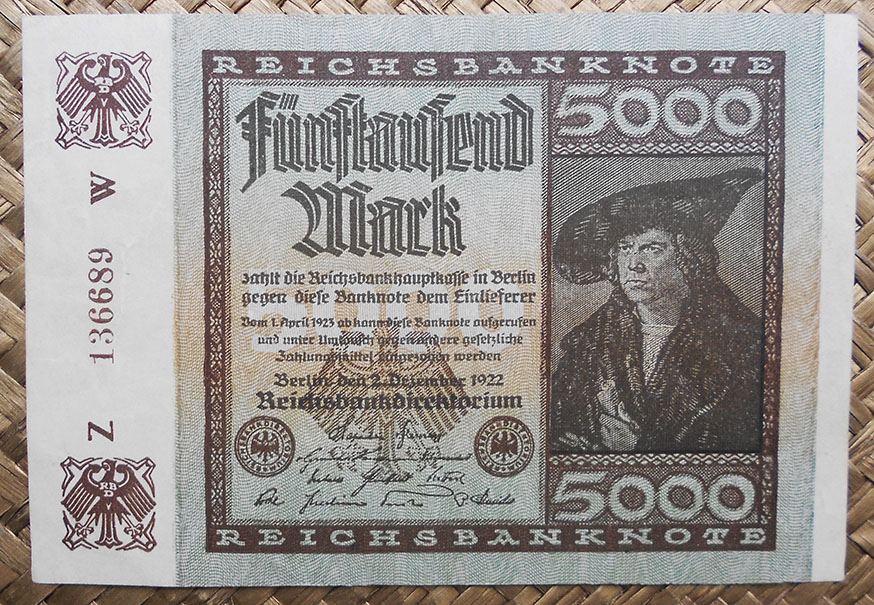 REICHSBANKNOTE
5000
Fünftausend
Mark
zahlt die Reichsbankhauptkasse in Berlin
gegen diese Banknote dem Einlieferer
Vom 1. April 1923 ab kann diese Banknote aufgerufen
und unter Umtausch gegen andere gesetzliche
Zahlungsmittel eingezogen werden
Berlin, den 2. Dezember 1922
Reichsbankdirektorium
5000
REICHSBANKNOTE
Z 136689 W